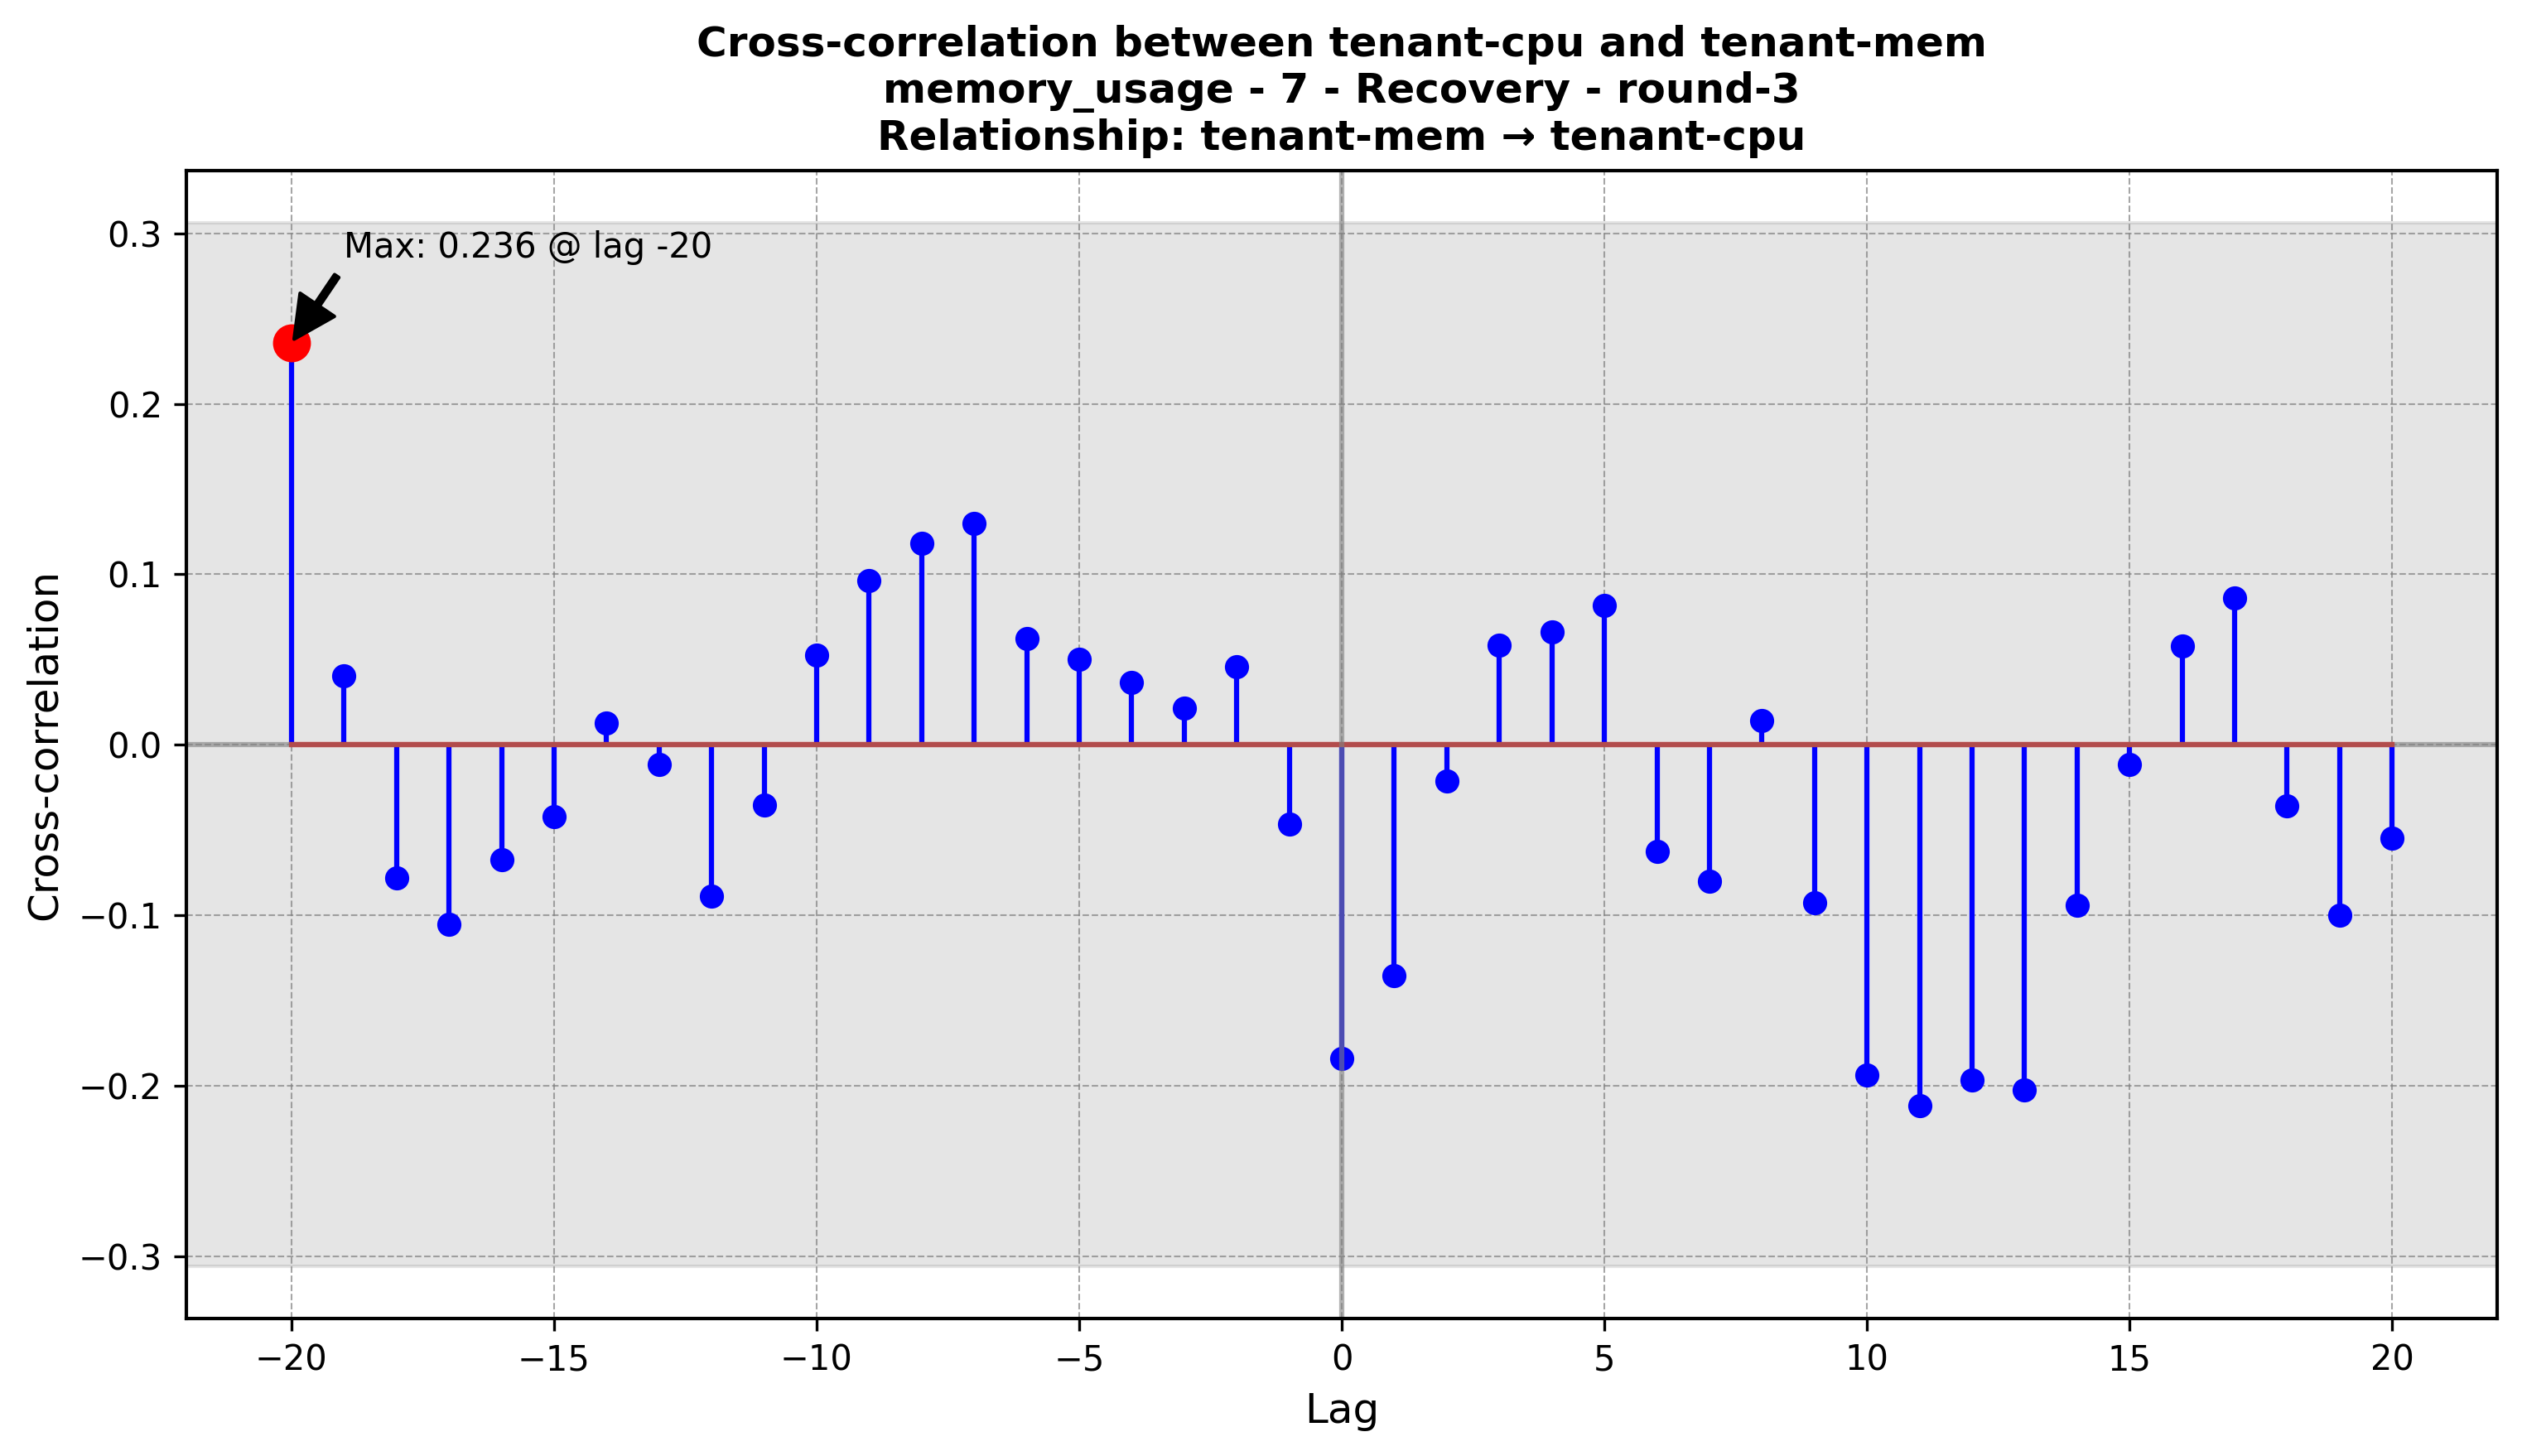 Cross-correlation between tenant-cpu and tenant-mem
memory_usage - 7 - Recovery - round-3
Relationship: tenant-mem → tenant-cpu
0.3
Max: 0.236 @ lag -20
0.2
0.1
0.0
−0.1
−0.2
−0.3
Cross-correlation
−20 −15 −10 −5 0 5 10 15 20
Lag